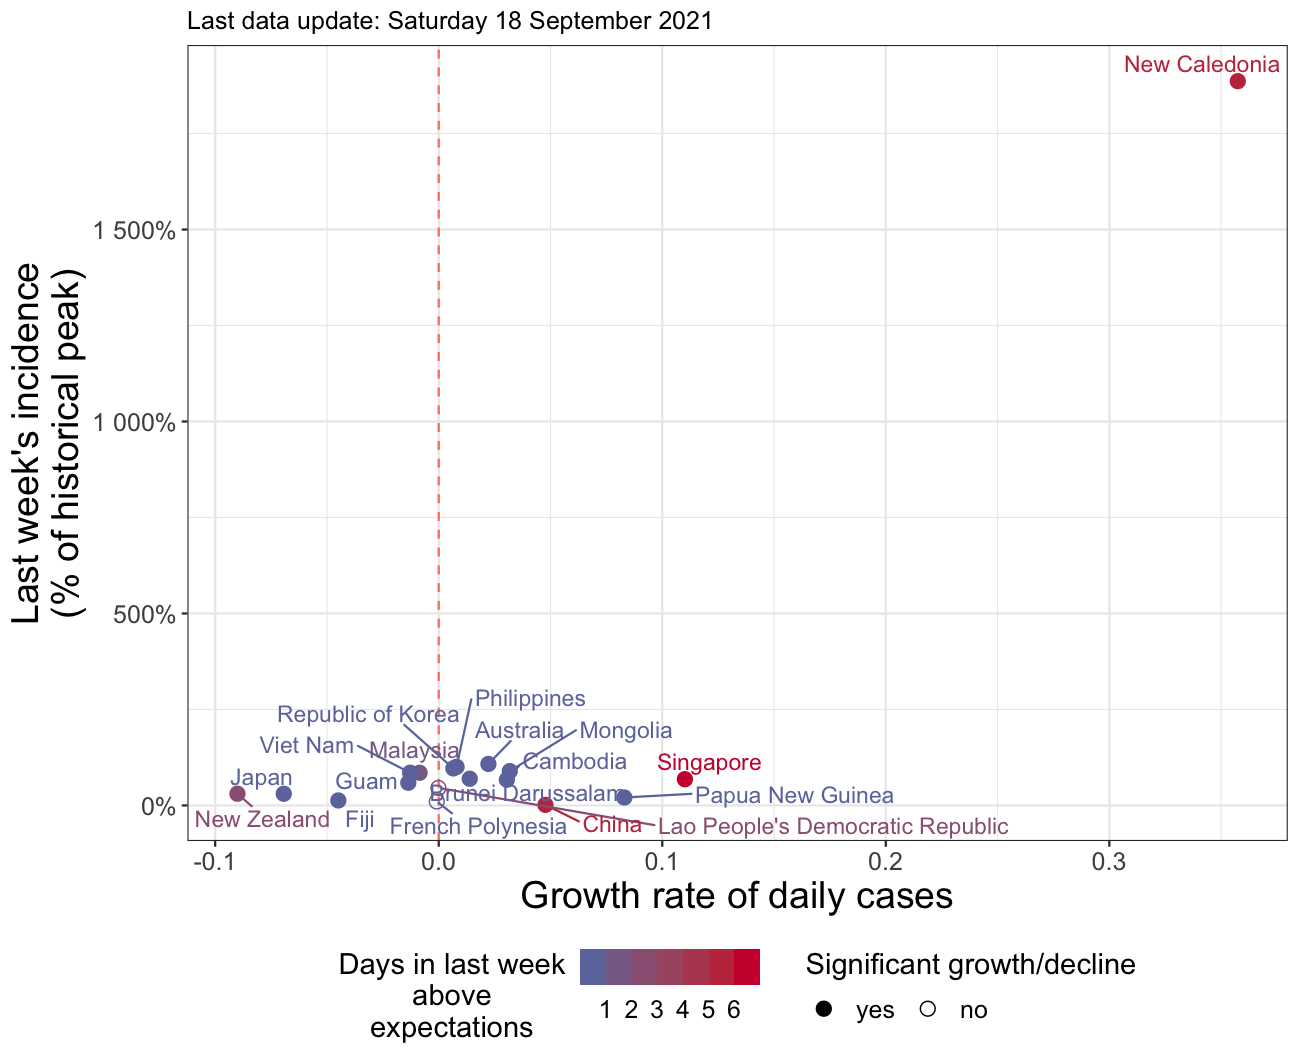 Last data update: Saturday 18 September 2021
New Caledonia
1 500%
1 000%
500%
0%
Last week's incidence
(% of historical peak)
Philippines
Republic of Korea
Australia
Mongolia
Viet Nam
Malaysia
Cambodia
Singapore
Japan
Guam
Brunei Darussalam
Papua New Guinea
New Zealand
Fiji
French Polynesia
China
Lao People's Democratic Republic
-0.1
0.0
0.1
0.2
0.3
Growth rate of daily cases
Days in last week
above
expectations
1 2 3 4 5 6
Significant growth/decline
yes
no